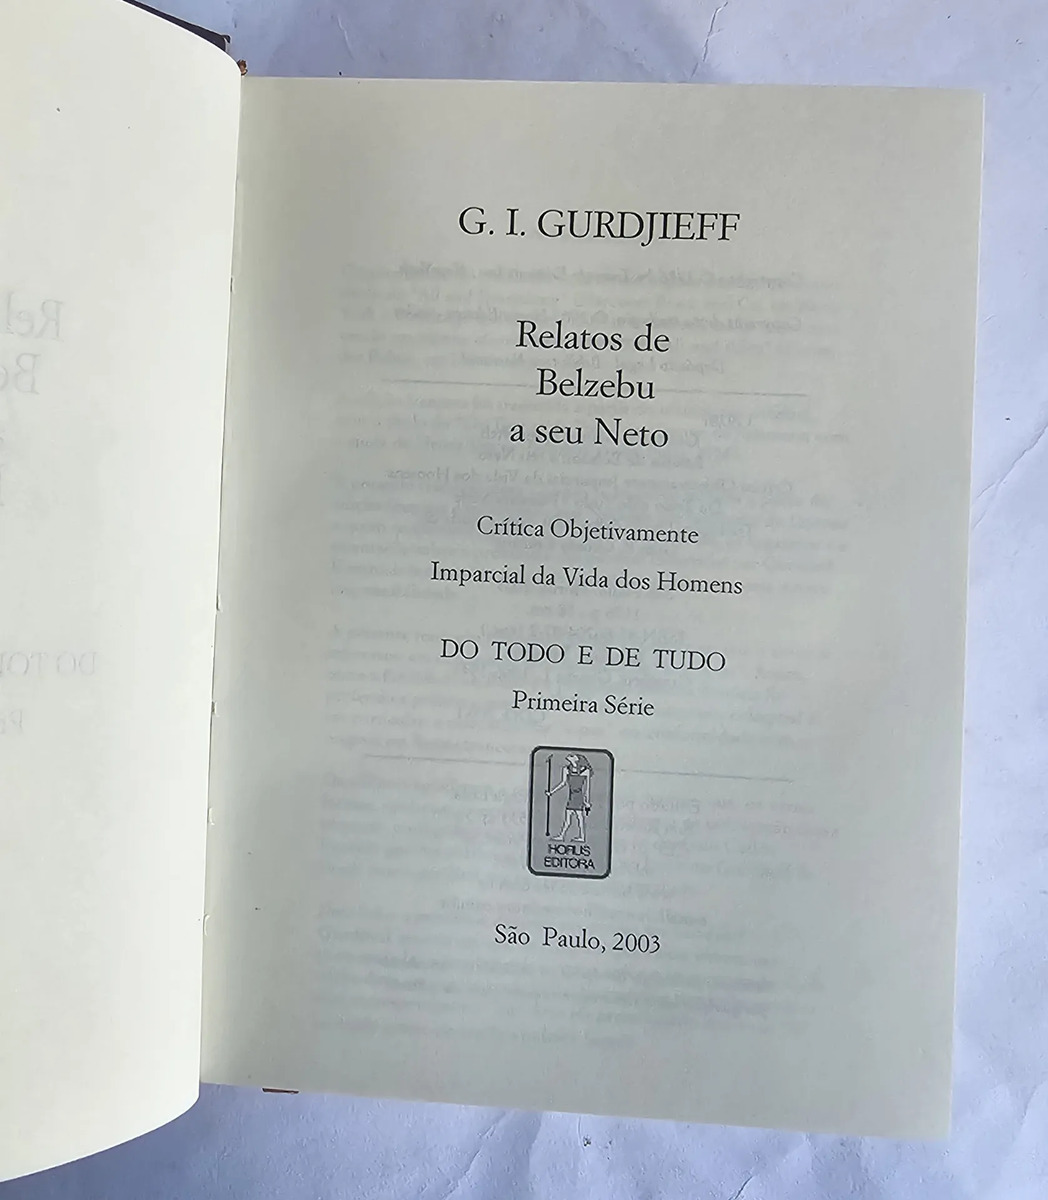 G. I. GURDJIEFF
Relatos de
Belzebu
a seu Neto
Crítica Objetivamente
Imparcial da Vida dos Homens
DO TODO E DE TUDO
Primeira Série
HORUS
EDITORA
São Paulo, 2003